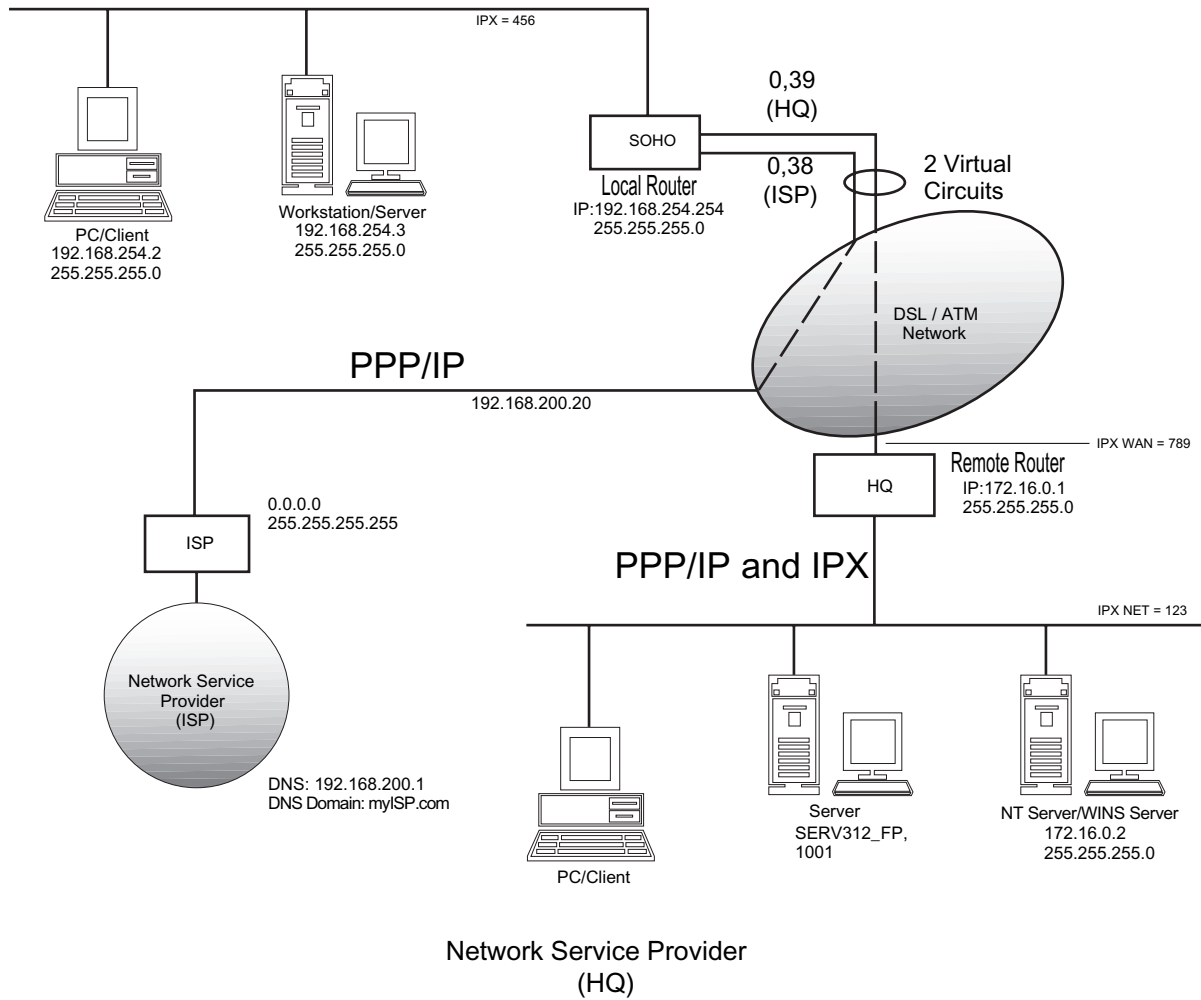 IPX = 456
0,39
(HQ)
SOHO
0,38
(ISP)
2 Virtual
Circuits
Local Router
IP:192.168.254.254
255.255.255.0
Workstation/Server
192.168.254.3
255.255.255.0
PC/Client
192.168.254.2
255.255.255.0
DSL / ATM
Network
PPP/IP
192.168.200.20
IPX WAN = 789
Remote Router
IP:172.16.0.1
255.255.255.0
HQ
0.0.0.0
255.255.255.255
ISP
PPP/IP and IPX
IPX NET = 123
Network Service
Provider
(ISP)
DNS: 192.168.200.1
DNS Domain: myISP.com
PC/Client
Server
SERV312_FP,
1001
NT Server/WINS Server
172.16.0.2
255.255.255.0
Network Service Provider
(HQ)